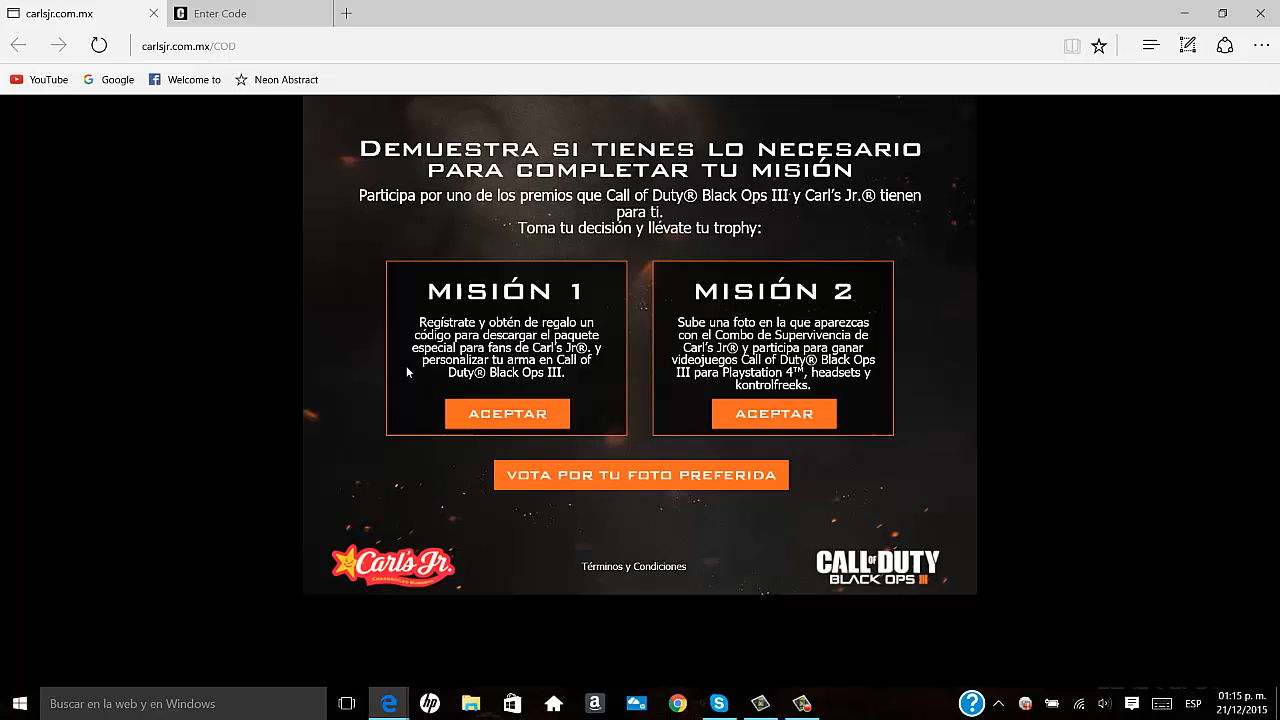 carlsjr.com.mx
Enter Code
carlsjr.com.mx/COD
YouTube
Google
Welcome to
Neon Abstract
DEMUESTRA SI TIENES LO NECESARIO
PARA COMPLETAR TU MISIÓN
Participa por uno de los premios que Call of Duty® Black Ops III y Carl's Jr.® tienen
para ti.
Toma tu decisión y llévate tu trophy:
MISIÓN 1
Regístrate y obtén de regalo un
código para descargar el paquete
especial para fans de Carl's Jr®. y
personalizar tu arma en Call of
Duty® Black Ops III.
ACEPTAR
MISIÓN 2
Sube una foto en la que aparezcas
con el Combo de Supervivencia de
Carl's Jr® y participa para ganar
videojuegos Call of Duty® Black Ops
III para Playstation 4™, headsets y
kontrolfreeks.
ACEPTAR
VOTA POR TU FOTO PREFERIDA
Carl's Jr.
CHARBROILED BURGERS
Términos y Condiciones
CALL OF DUTY
BLACK OPS III
Buscar en la web y en Windows
ESP
01:15 p. m.
21/12/2015